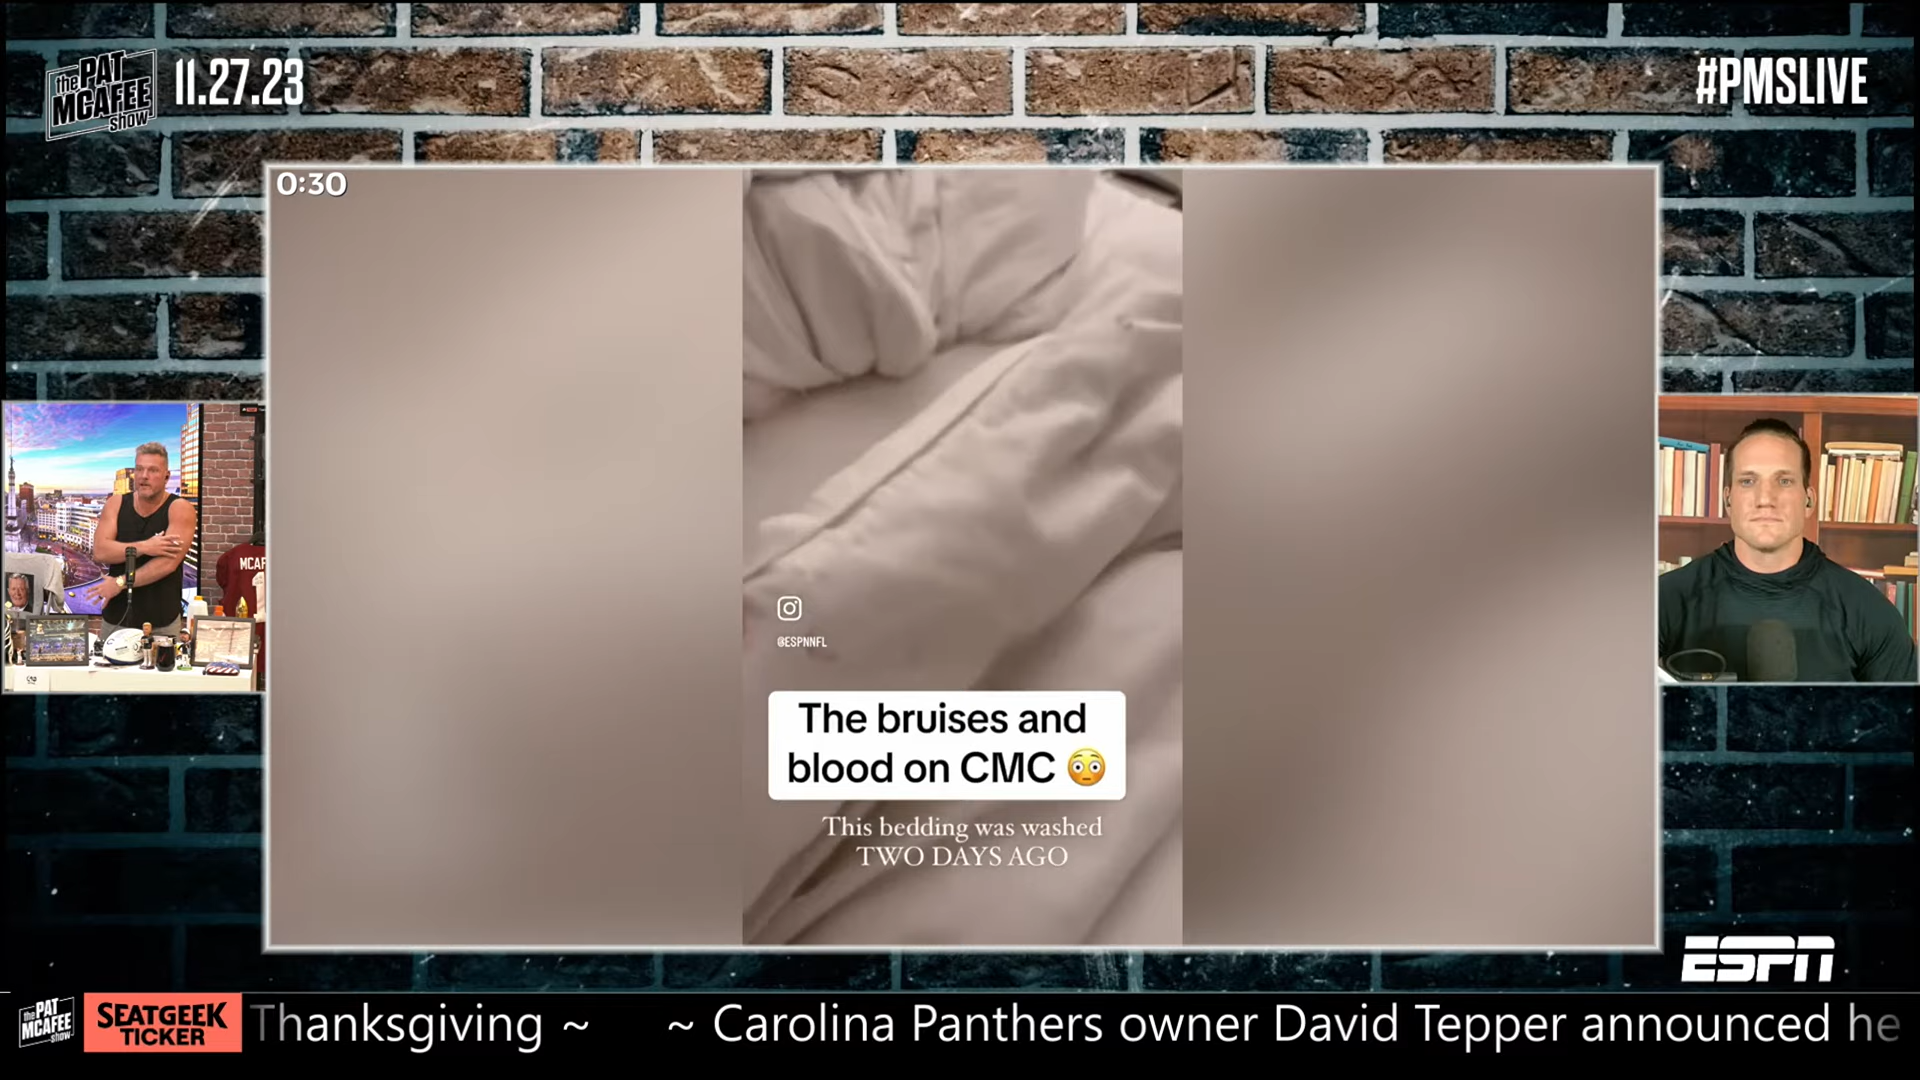 the PAT
MCAFEE
show
11.27.23
#PMSLIVE
0:30
MCAF
@ESPNNFL
The bruises and
blood on CMC 😳
This bedding was washed
TWO DAYS AGO
ESPN
the PAT
MCAFEE
show
SEATGEEK
TICKER
Thanksgiving ~ ~ Carolina Panthers owner David Tepper announced he